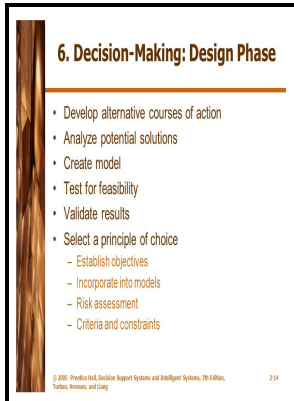 6. Decision-Making: Design Phase
• Develop alternative courses of action
• Analyze potential solutions
• Create model
• Test for feasibility
• Validate results
• Select a principle of choice
– Establish objectives
– Incorporate into models
– Risk assessment
– Criteria and constraints
© 2005 Prentice Hall, Decision Support Systems and Intelligent Systems, 7th Edition, 2-14
Turban, Aronson, and Liang